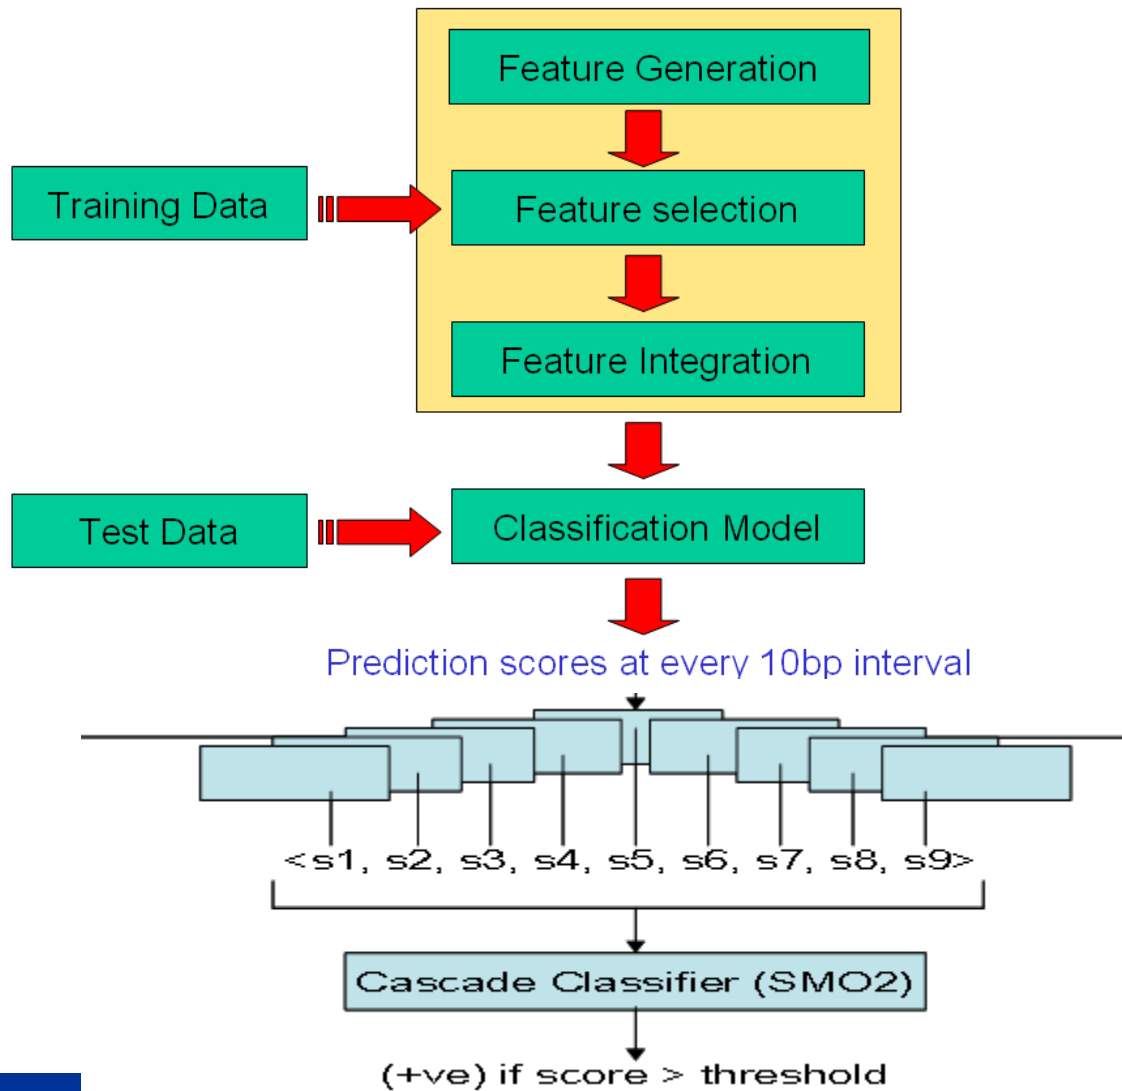 Feature Generation
Training Data
Feature selection
Feature Integration
Test Data
Classification Model
Prediction scores at every 10bp interval
<s1, s2, s3, s4, s5, s6, s7, s8, s9>
Cascade Classifier (SMO2)
(+ve) if score > threshold